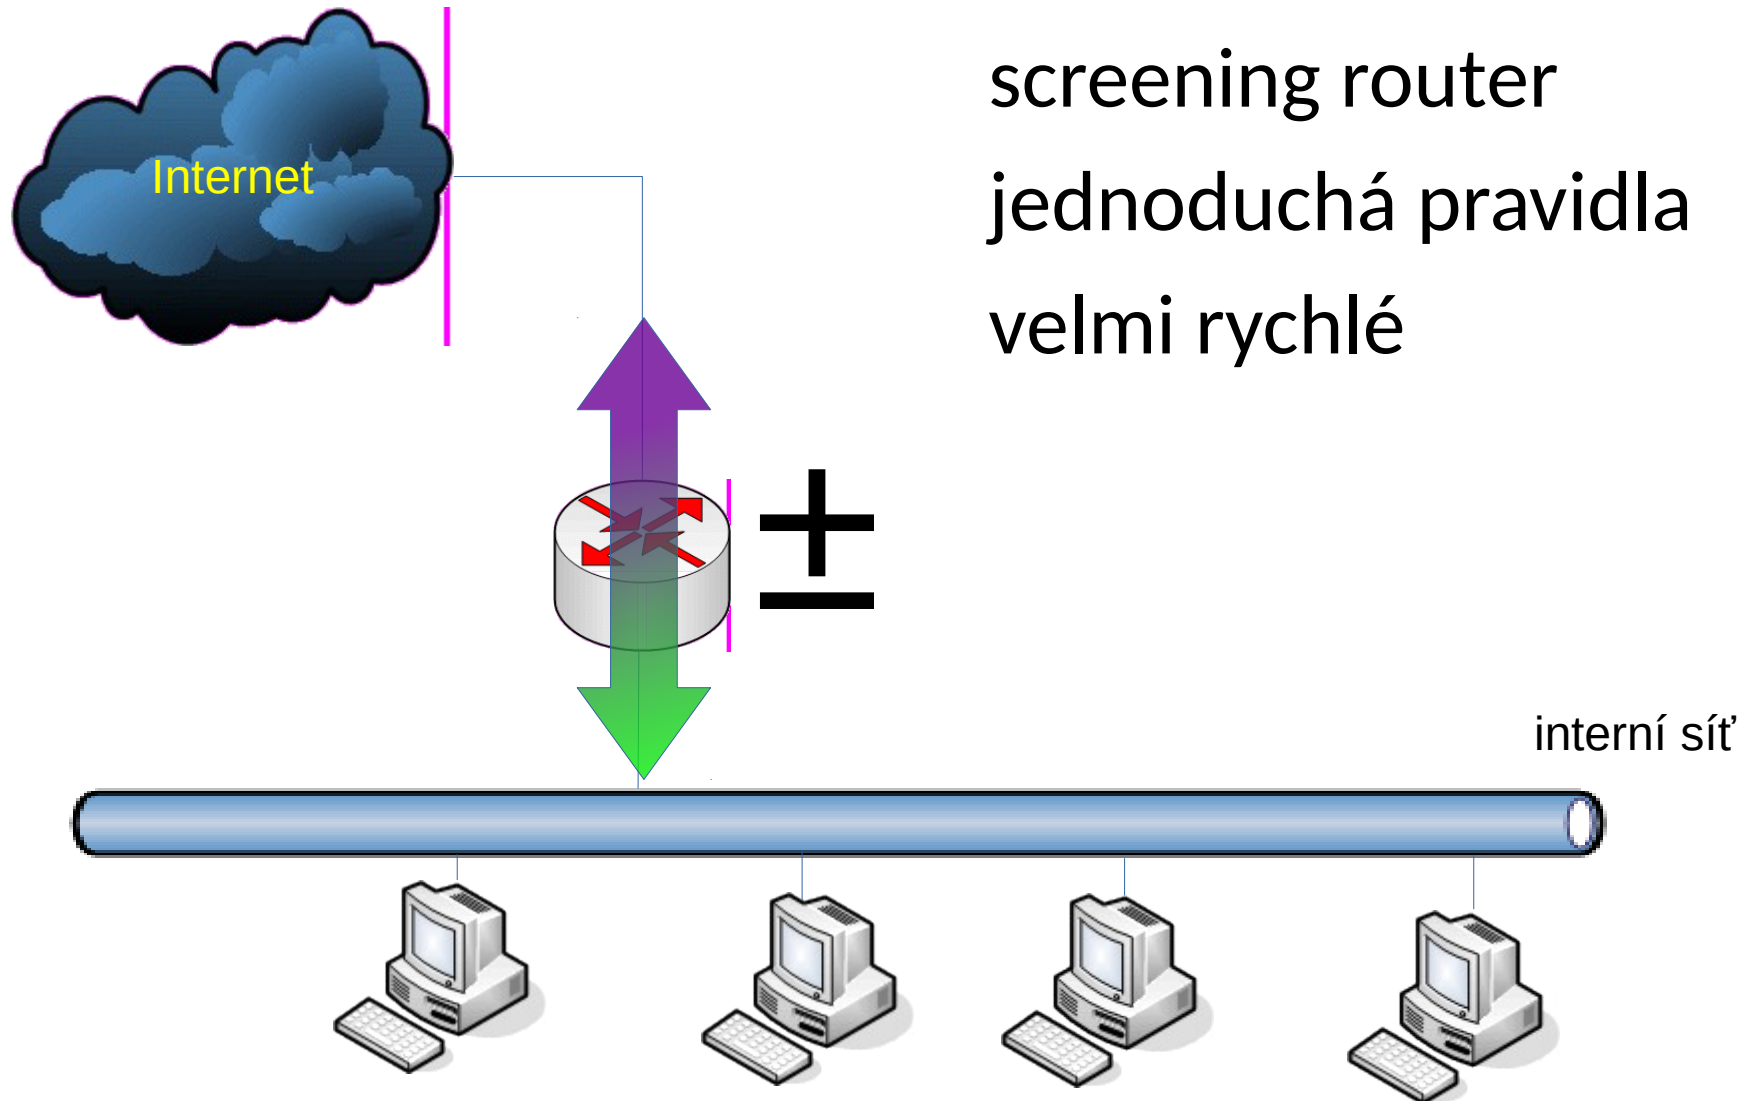 screening router
jednoduchá pravidla
velmi rychlé
Internet
±
interní síť